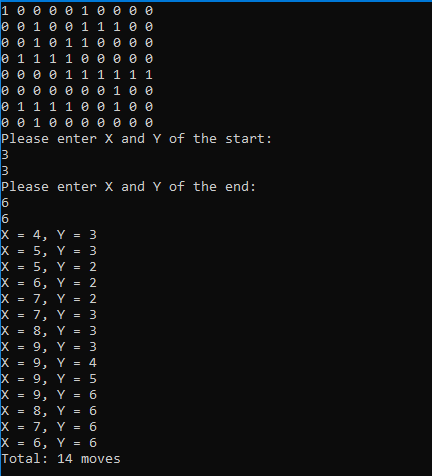 1 0 0 0 0 1 0 0 0 0
0 0 1 0 0 1 1 1 0 0
0 0 1 0 1 1 0 0 0 0
0 1 1 1 1 0 0 0 0 0
0 0 0 0 1 1 1 1 1 1
0 0 0 0 0 0 0 1 0 0
0 1 1 1 1 0 0 1 0 0
0 0 1 0 0 0 0 0 0 0
Please enter X and Y of the start:
3
3
Please enter X and Y of the end:
6
6
X = 4, Y = 3
X = 5, Y = 3
X = 5, Y = 2
X = 6, Y = 2
X = 7, Y = 2
X = 7, Y = 3
X = 8, Y = 3
X = 9, Y = 3
X = 9, Y = 4
X = 9, Y = 5
X = 9, Y = 6
X = 8, Y = 6
X = 7, Y = 6
X = 6, Y = 6
Total: 14 moves